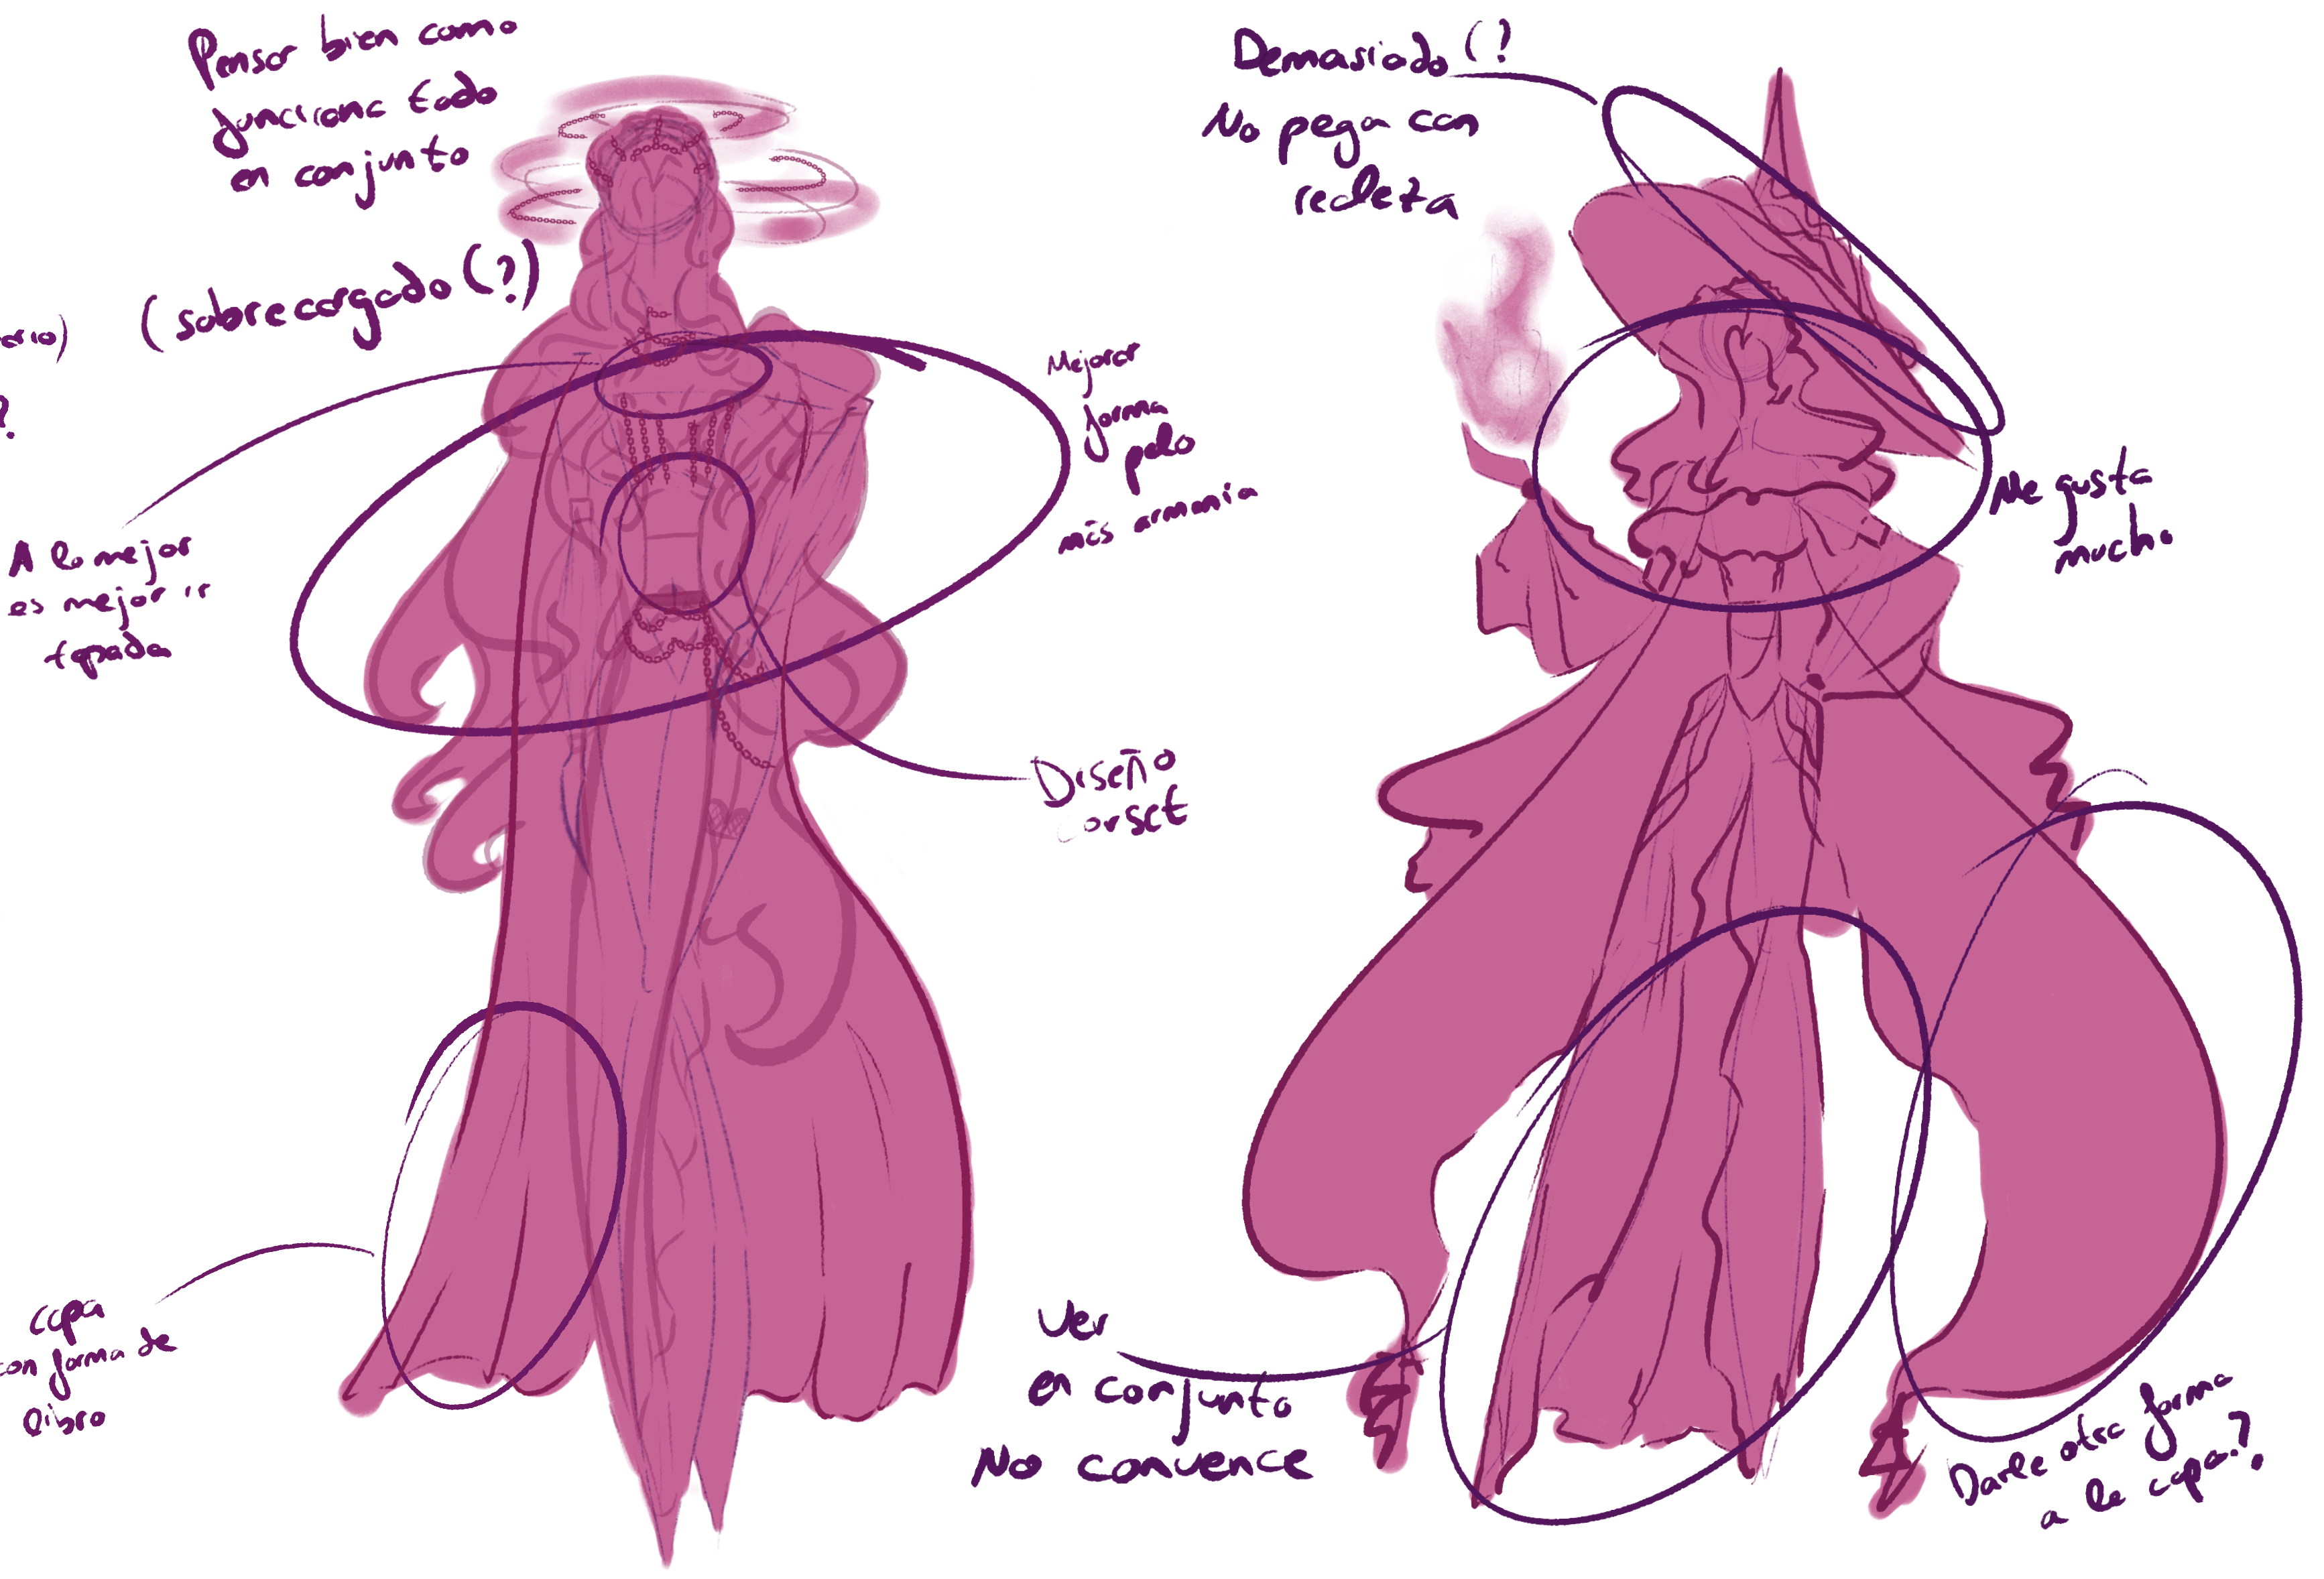 Pensar bien como
funciona todo
en conjunto
(sobrecargado (?)
ario)
?
A lo mejor
es mejor ir
tapada
capa
con forma de
libro
Mejorar
forma
pelo
más armonía
Diseño
corset
Demasiado (?
No pega con
recleta
Me gusta
mucho
Ver
en conjunto
No convence
Darle otra forma
a la capa?